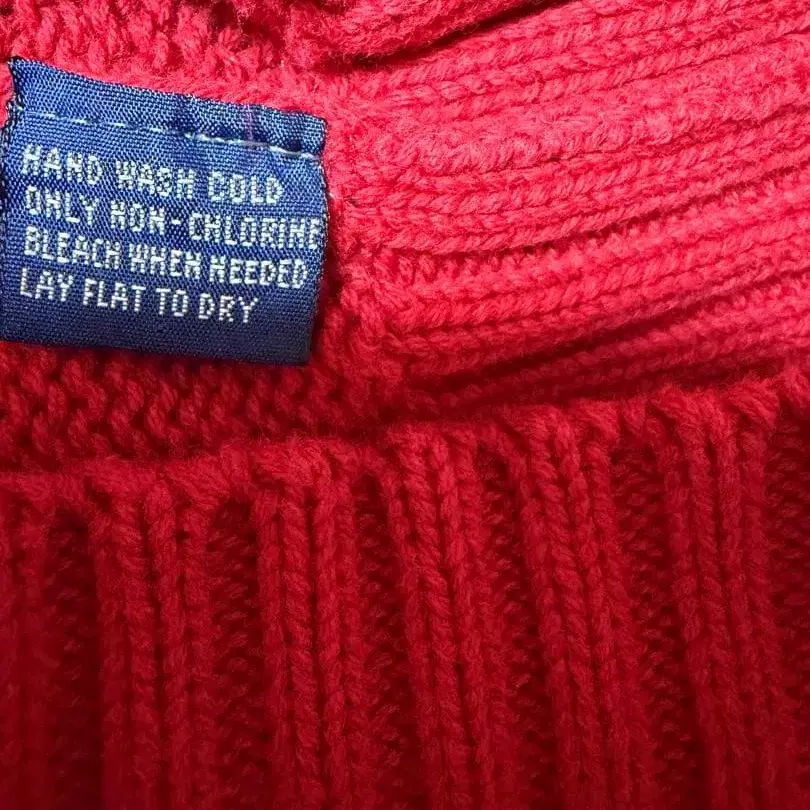 HAND WASH COLD
ONLY NON-CHLORINE
BLEACH WHEN NEEDED
LAY FLAT TO DRY